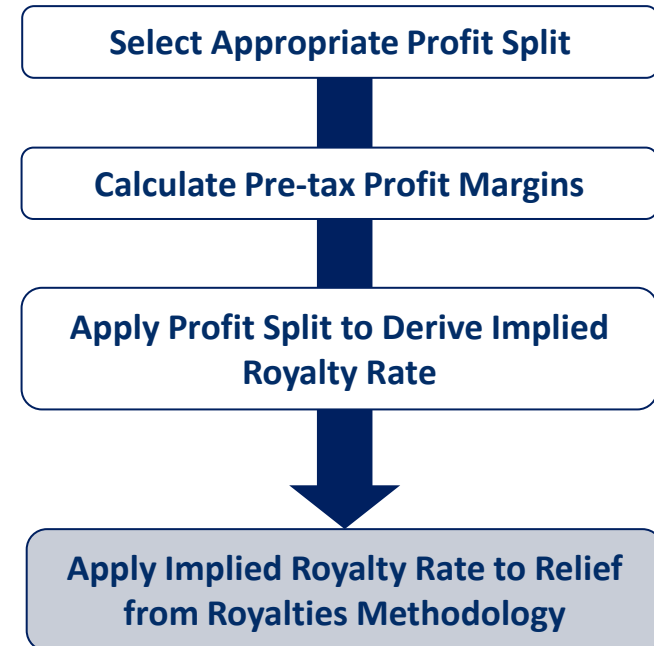 Select Appropriate Profit Split
Calculate Pre-tax Profit Margins
Apply Profit Split to Derive Implied
Royalty Rate
Apply Implied Royalty Rate to Relief
from Royalties Methodology